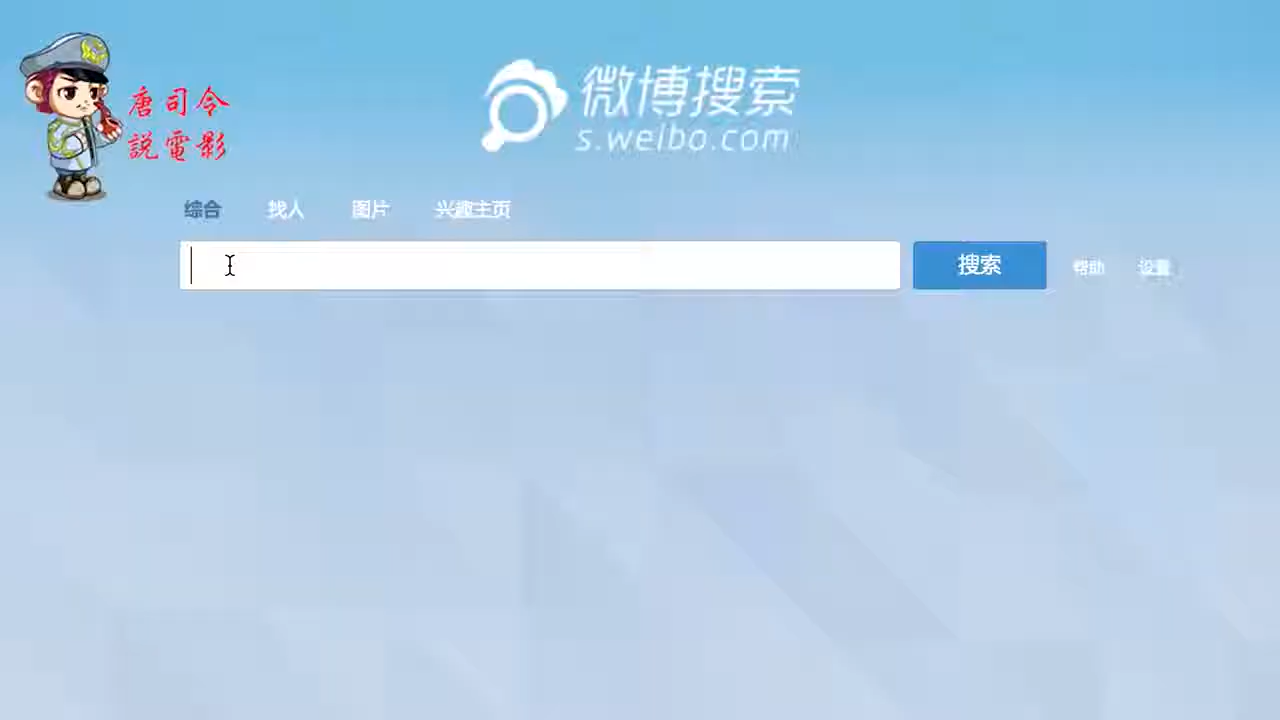 唐司令
説電影
微博搜索
s.weibo.com
综合 找人 图片 兴趣主页
搜索 帮助 设置